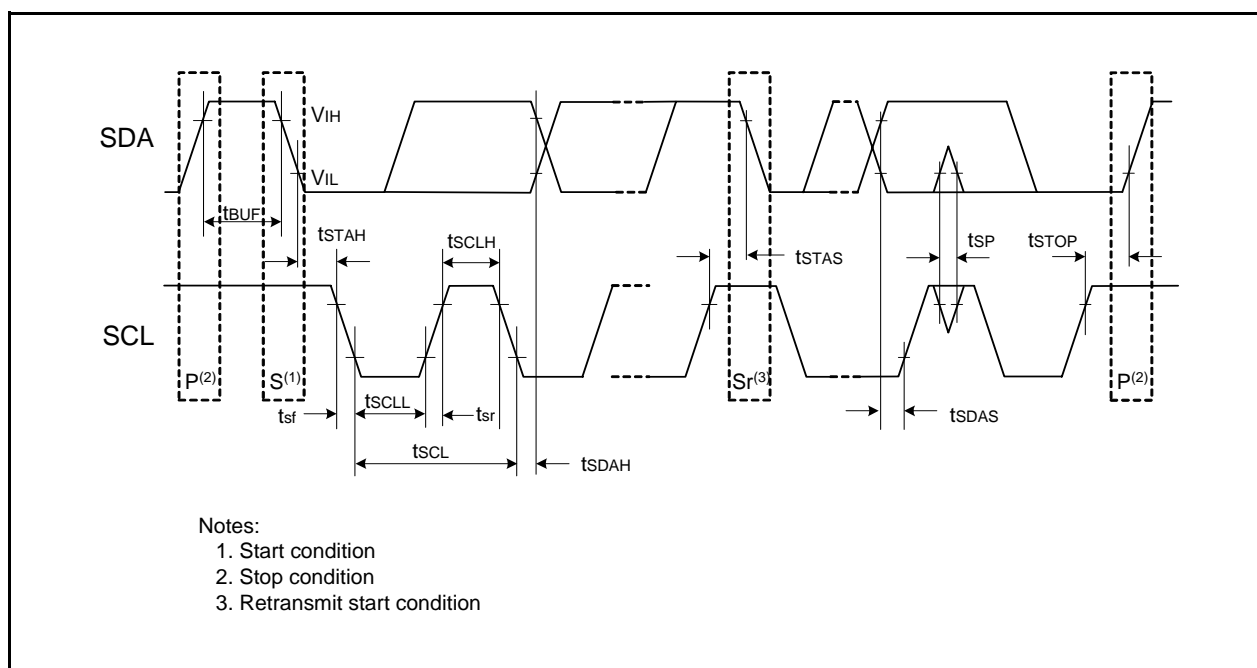 SDA
VIH
VIL
tBUF
tSTAH
tSCLH
tSTAS
tSP
tSTOP
SCL
P(2)
S(1)
Sr(3)
P(2)
tsf
tSCLL
tsr
tSDAS
tSCL
tSDAH
Notes:
1. Start condition
2. Stop condition
3. Retransmit start condition